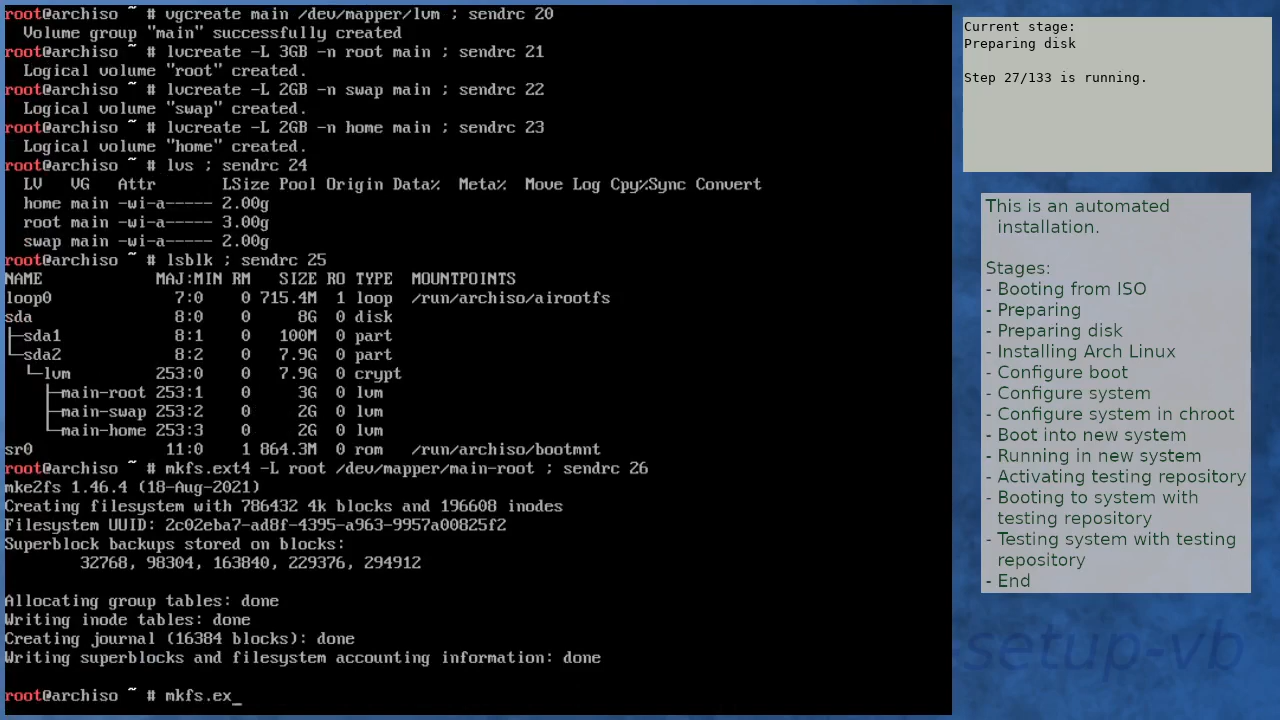 root@archiso ~ # vgcreate main /dev/mapper/lvm ; sendrc 20
  Volume group "main" successfully created
root@archiso ~ # lvcreate -L 3GB -n root main ; sendrc 21
  Logical volume "root" created.
root@archiso ~ # lvcreate -L 2GB -n swap main ; sendrc 22
  Logical volume "swap" created.
root@archiso ~ # lvcreate -L 2GB -n home main ; sendrc 23
  Logical volume "home" created.
root@archiso ~ # lvs ; sendrc 24
  LV   VG   Attr       LSize Pool Origin Data%  Meta%  Move Log Cpy%Sync Convert
  home main -wi-a----- 2.00g
  root main -wi-a----- 3.00g
  swap main -wi-a----- 2.00g
root@archiso ~ # lsblk ; sendrc 25
NAME            MAJ:MIN RM   SIZE RO TYPE  MOUNTPOINTS
loop0             7:0    0 715.4M  1 loop  /run/archiso/airootfs
sda               8:0    0     8G  0 disk
├─sda1            8:1    0   100M  0 part
└─sda2            8:2    0   7.9G  0 part
  └─lvm         253:0    0   7.9G  0 crypt
    ├─main-root 253:1    0     3G  0 lvm
    ├─main-swap 253:2    0     2G  0 lvm
    └─main-home 253:3    0     2G  0 lvm
sr0              11:0    1 864.3M  0 rom   /run/archiso/bootmnt
root@archiso ~ # mkfs.ext4 -L root /dev/mapper/main-root ; sendrc 26
mke2fs 1.46.4 (18-Aug-2021)
Creating filesystem with 786432 4k blocks and 196608 inodes
Filesystem UUID: 2c02eba7-ad8f-4395-a963-9957a00825f2
Superblock backups stored on blocks:
        32768, 98304, 163840, 229376, 294912

Allocating group tables: done
Writing inode tables: done
Creating journal (16384 blocks): done
Writing superblocks and filesystem accounting information: done

root@archiso ~ # mkfs.ex_
Current stage:
Preparing disk

Step 27/133 is running.
This is an automated
installation.

Stages:
- Booting from ISO
- Preparing
- Preparing disk
- Installing Arch Linux
- Configure boot
- Configure system
- Configure system in chroot
- Boot into new system
- Running in new system
- Activating testing repository
- Booting to system with
testing repository
- Testing system with testing
repository
- End
setup-vb